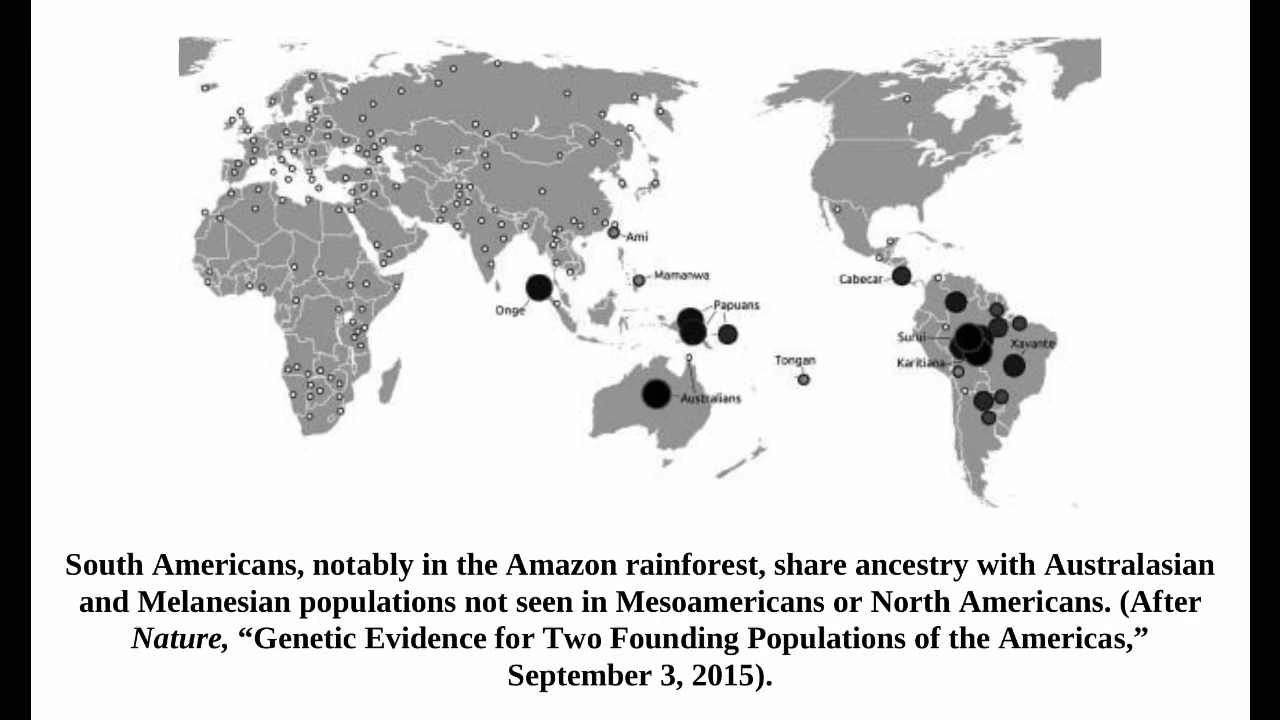 Ami
Mamanwa
Onge
Papuans
Cabecar
Surui
Xavante
Karitiana
Tongan
Australians
South Americans, notably in the Amazon rainforest, share ancestry with Australasian
and Melanesian populations not seen in Mesoamericans or North Americans. (After
Nature, “Genetic Evidence for Two Founding Populations of the Americas,”
September 3, 2015).